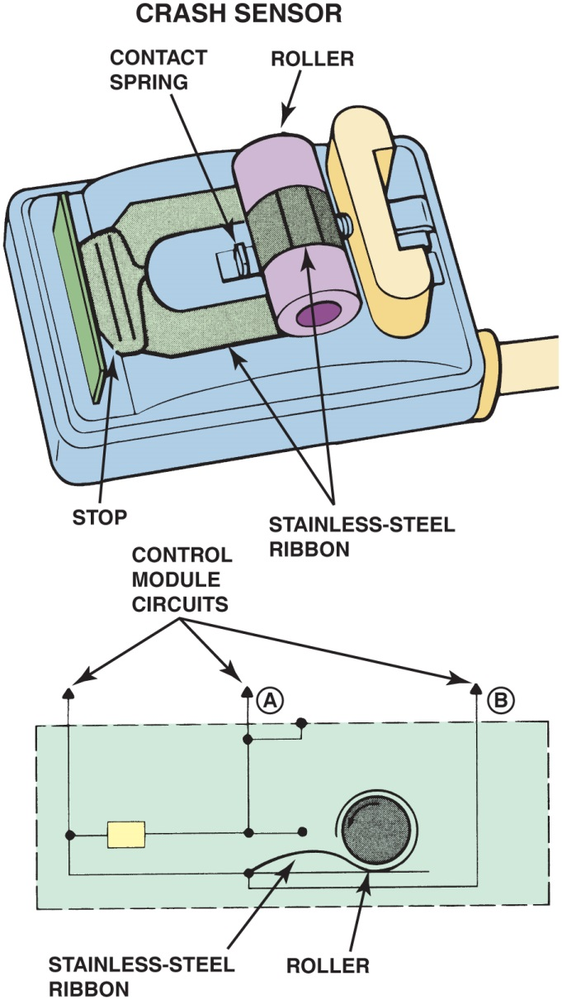 CRASH SENSOR
CONTACT
SPRING
ROLLER
STOP
STAINLESS-STEEL
RIBBON
CONTROL
MODULE
CIRCUITS
A
B
STAINLESS-STEEL
RIBBON
ROLLER